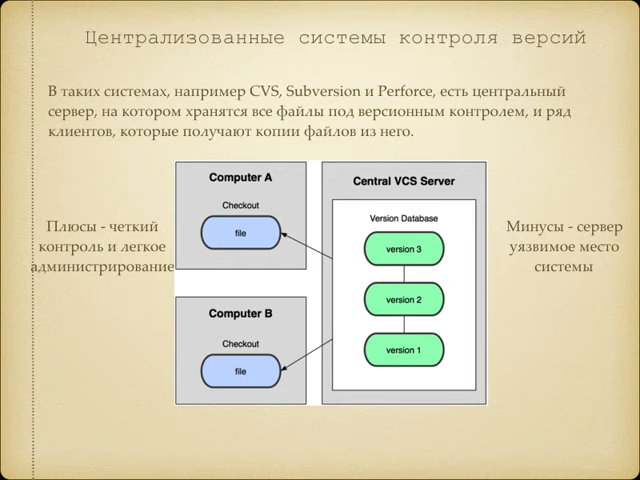 Централизованные системы контроля версий
В таких системах, например CVS, Subversion и Perforce, есть центральный
сервер, на котором хранятся все файлы под версионным контролем, и ряд
клиентов, которые получают копии файлов из него.
Плюсы - четкий
контроль и легкое
администрирование
Computer A
Checkout
file
Computer B
Checkout
file
Central VCS Server
Version Database
version 3
version 2
version 1
Минусы - сервер
уязвимое место
системы